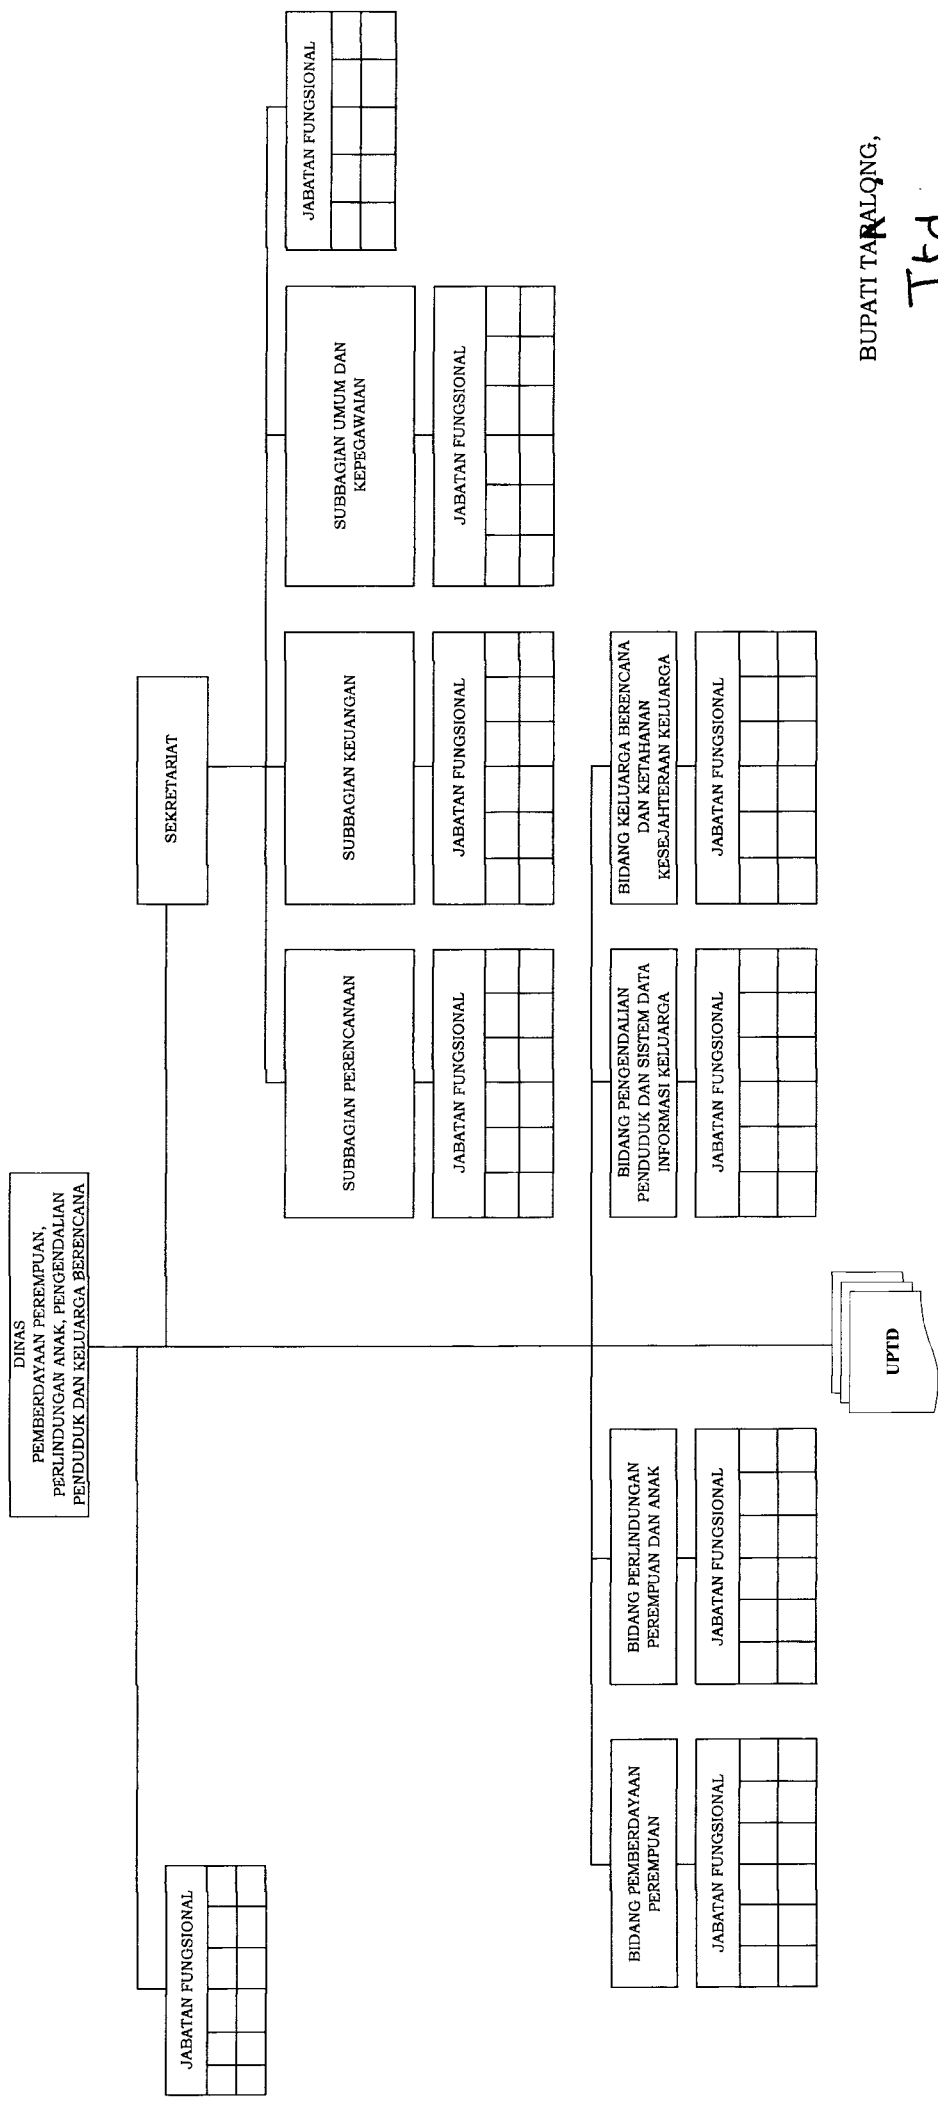 DINAS
PEMBERDAYAAN PEREMPUAN,
PERLINDUNGAN ANAK, PENGENDALIAN
PENDUDUK DAN KELUARGA BERENCANA
JABATAN FUNGSIONAL
SEKRETARIAT
SUBBAGIAN PERENCANAAN
JABATAN FUNGSIONAL
SUBBAGIAN KEUANGAN
JABATAN FUNGSIONAL
SUBBAGIAN UMUM DAN
KEPEGAWAIAN
JABATAN FUNGSIONAL
JABATAN FUNGSIONAL
BIDANG PEMBERDAYAAN
PEREMPUAN
JABATAN FUNGSIONAL
BIDANG PERLINDUNGAN
PEREMPUAN DAN ANAK
JABATAN FUNGSIONAL
BIDANG PENGENDALIAN
PENDUDUK DAN SISTEM DATA
INFORMASI KELUARGA
JABATAN FUNGSIONAL
BIDANG KELUARGA BERENCANA
DAN KETAHANAN
KESEJAHTERAAN KELUARGA
JABATAN FUNGSIONAL
UPTD
BUPATI TABALONG,
Ttd